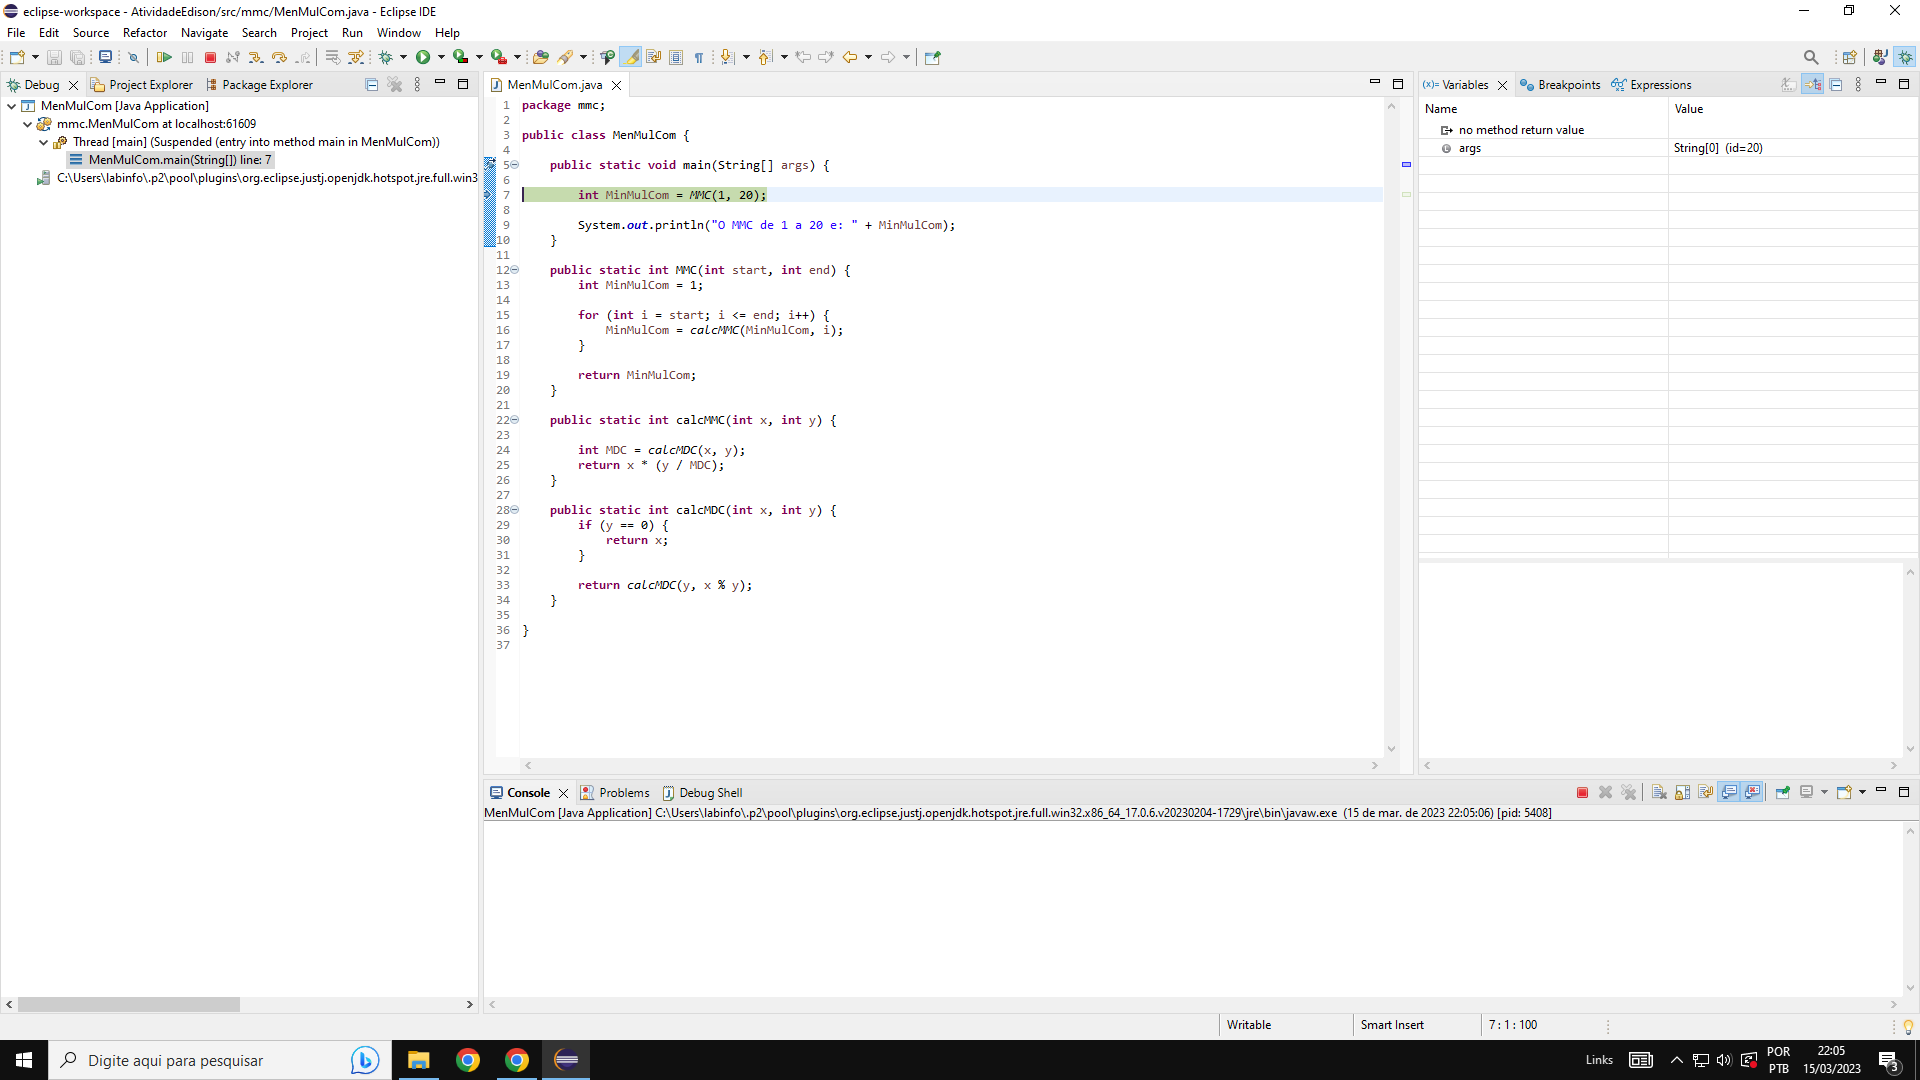 eclipse-workspace - AtividadeEdison/src/mmc/MenMulCom.java - Eclipse IDE
File Edit Source Refactor Navigate Search Project Run Window Help
Debug Project Explorer Package Explorer
MenMulCom [Java Application]
mmc.MenMulCom at localhost:61609
Thread [main] (Suspended (entry into method main in MenMulCom))
MenMulCom.main(String[]) line: 7
C:\Users\labinfo\.p2\pool\plugins\org.eclipse.justj.openjdk.hotspot.jre.full.win3
MenMulCom.java
1 package mmc;
2
3 public class MenMulCom {
4
5 public static void main(String[] args) {
6
7 int MinMulCom = MMC(1, 20);
8
9 System.out.println("O MMC de 1 a 20 e: " + MinMulCom);
10 }
11
12 public static int MMC(int start, int end) {
13 int MinMulCom = 1;
14
15 for (int i = start; i <= end; i++) {
16 MinMulCom = calcMMC(MinMulCom, i);
17 }
18
19 return MinMulCom;
20 }
21
22 public static int calcMMC(int x, int y) {
23
24 int MDC = calcMDC(x, y);
25 return x * (y / MDC);
26 }
27
28 public static int calcMDC(int x, int y) {
29 if (y == 0) {
30 return x;
31 }
32
33 return calcMDC(y, x % y);
34 }
35
36 }
37
(x)= Variables Breakpoints Expressions
Name Value
no method return value
args String[0] (id=20)
Console Problems Debug Shell
MenMulCom [Java Application] C:\Users\labinfo\.p2\pool\plugins\org.eclipse.justj.openjdk.hotspot.jre.full.win32.x86_64_17.0.6.v20230204-1729\jre\bin\javaw.exe (15 de mar. de 2023 22:05:06) [pid: 5408]
Writable Smart Insert 7 : 1 : 100
Digite aqui para pesquisar
Links
POR
PTB
22:05
15/03/2023
3